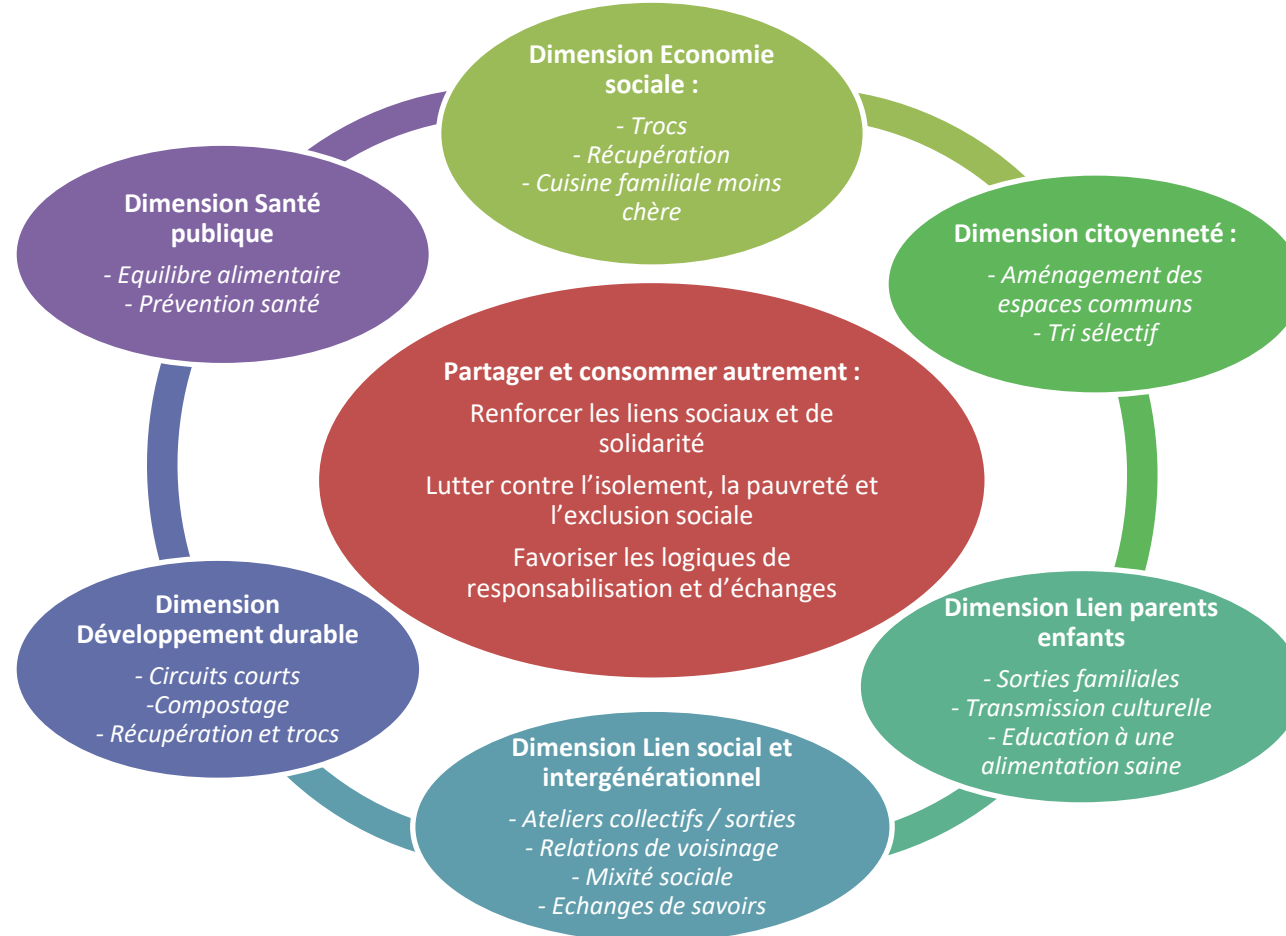 Dimension Economie
sociale :
- Trocs
- Récupération
- Cuisine familiale moins
chère
Dimension citoyenneté :
- Aménagement des
espaces communs
- Tri sélectif
Dimension Lien parents
enfants
- Sorties familiales
- Transmission culturelle
- Education à une
alimentation saine
Dimension Lien social et
intergénérationnel
- Ateliers collectifs / sorties
- Relations de voisinage
- Mixité sociale
- Echanges de savoirs
Dimension
Développement durable
- Circuits courts
-Compostage
- Récupération et trocs
Dimension Santé
publique
- Equilibre alimentaire
- Prévention santé
Partager et consommer autrement :
Renforcer les liens sociaux et de
solidarité
Lutter contre l’isolement, la pauvreté et
l’exclusion sociale
Favoriser les logiques de
responsabilisation et d’échanges